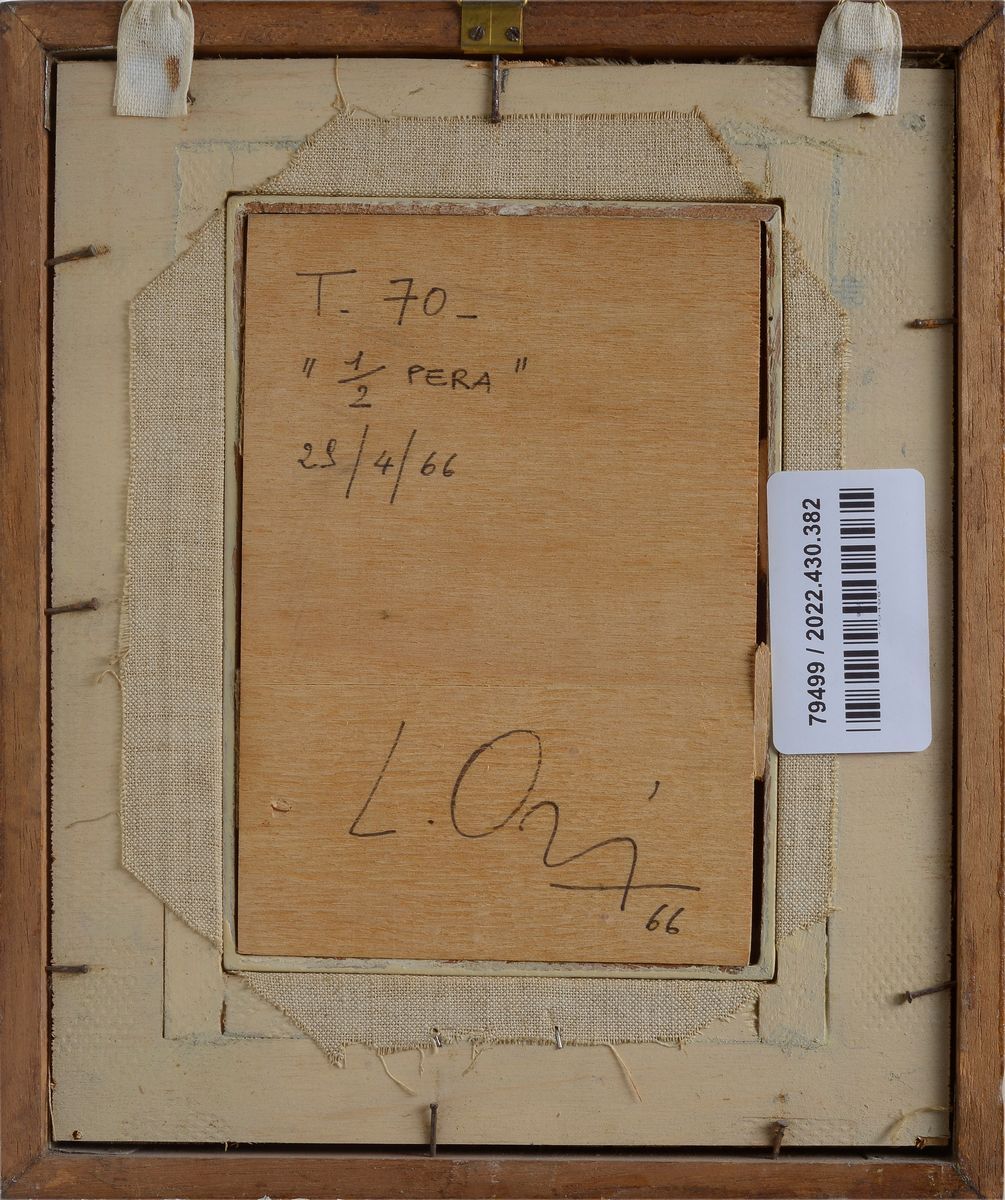 T. 70_
" 1/2 PERA "
29/4/66
L. O
66
79499 / 2022.430.382